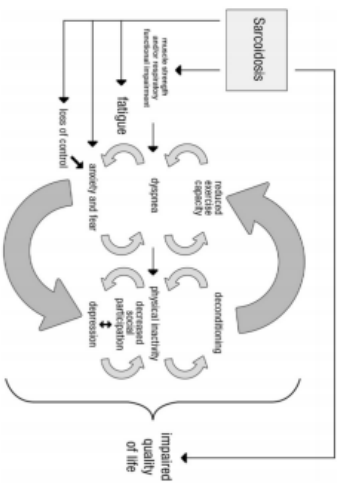 Sarcoidosis
muscle strength
and/or respiratory
functional impairment
fatigue
loss of control
reduced
exercise
capacity
dyspnea
anxiety and fear
deconditioning
physical inactivity
decreased
social
participation
depression
impaired
quality
of life